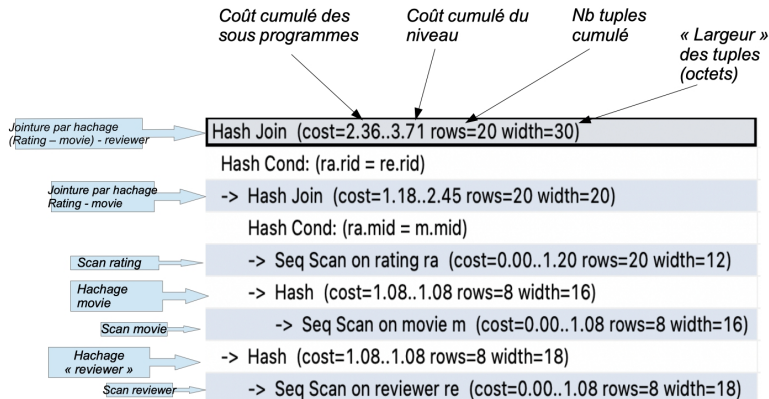 Coût cumulé des
sous programmes
Coût cumulé du
niveau
Nb tuples
cumulé
« Largeur »
des tuples
(octets)
Jointure par hachage
(Rating – movie) - reviewer
Hash Join (cost=2.36..3.71 rows=20 width=30)
Hash Cond: (ra.rid = re.rid)
Jointure par hachage
Rating - movie
-> Hash Join (cost=1.18..2.45 rows=20 width=20)
Hash Cond: (ra.mid = m.mid)
Scan rating
-> Seq Scan on rating ra (cost=0.00..1.20 rows=20 width=12)
Hachage
movie
-> Hash (cost=1.08..1.08 rows=8 width=16)
Scan movie
-> Seq Scan on movie m (cost=0.00..1.08 rows=8 width=16)
Hachage
« reviewer »
-> Hash (cost=1.08..1.08 rows=8 width=18)
Scan reviewer
-> Seq Scan on reviewer re (cost=0.00..1.08 rows=8 width=18)